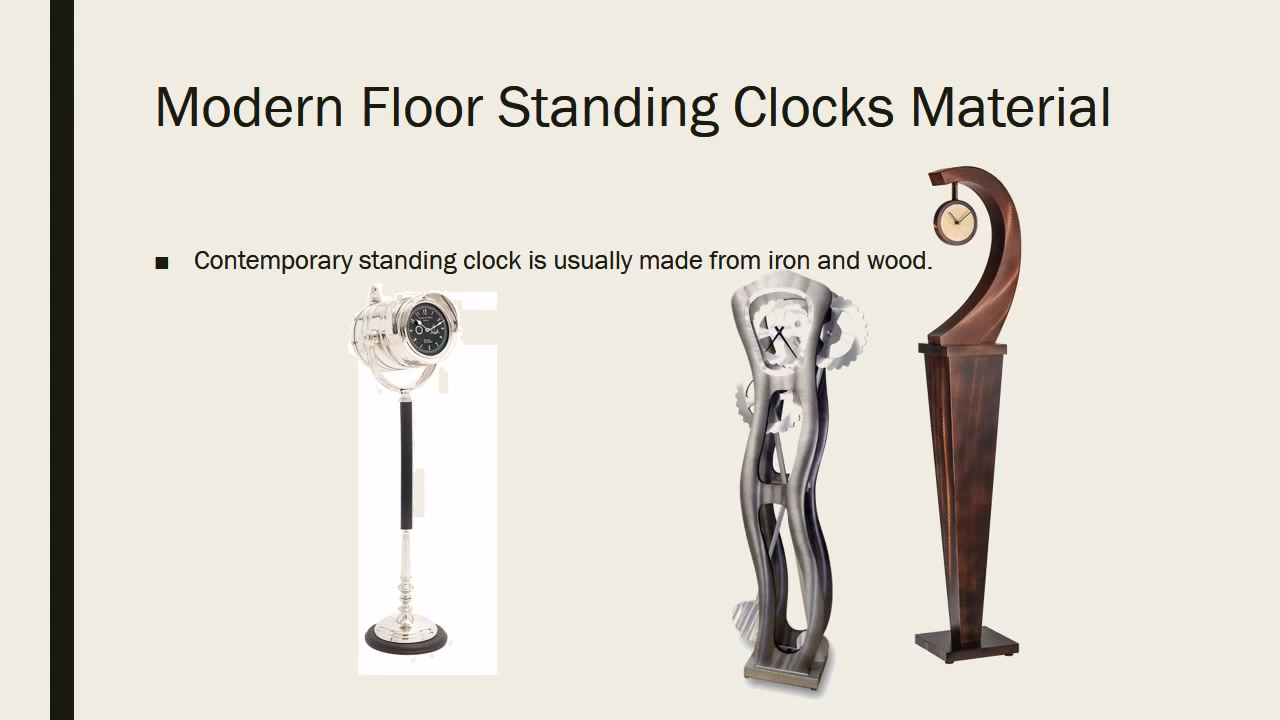 Modern Floor Standing Clocks Material
■ Contemporary standing clock is usually made from iron and wood.